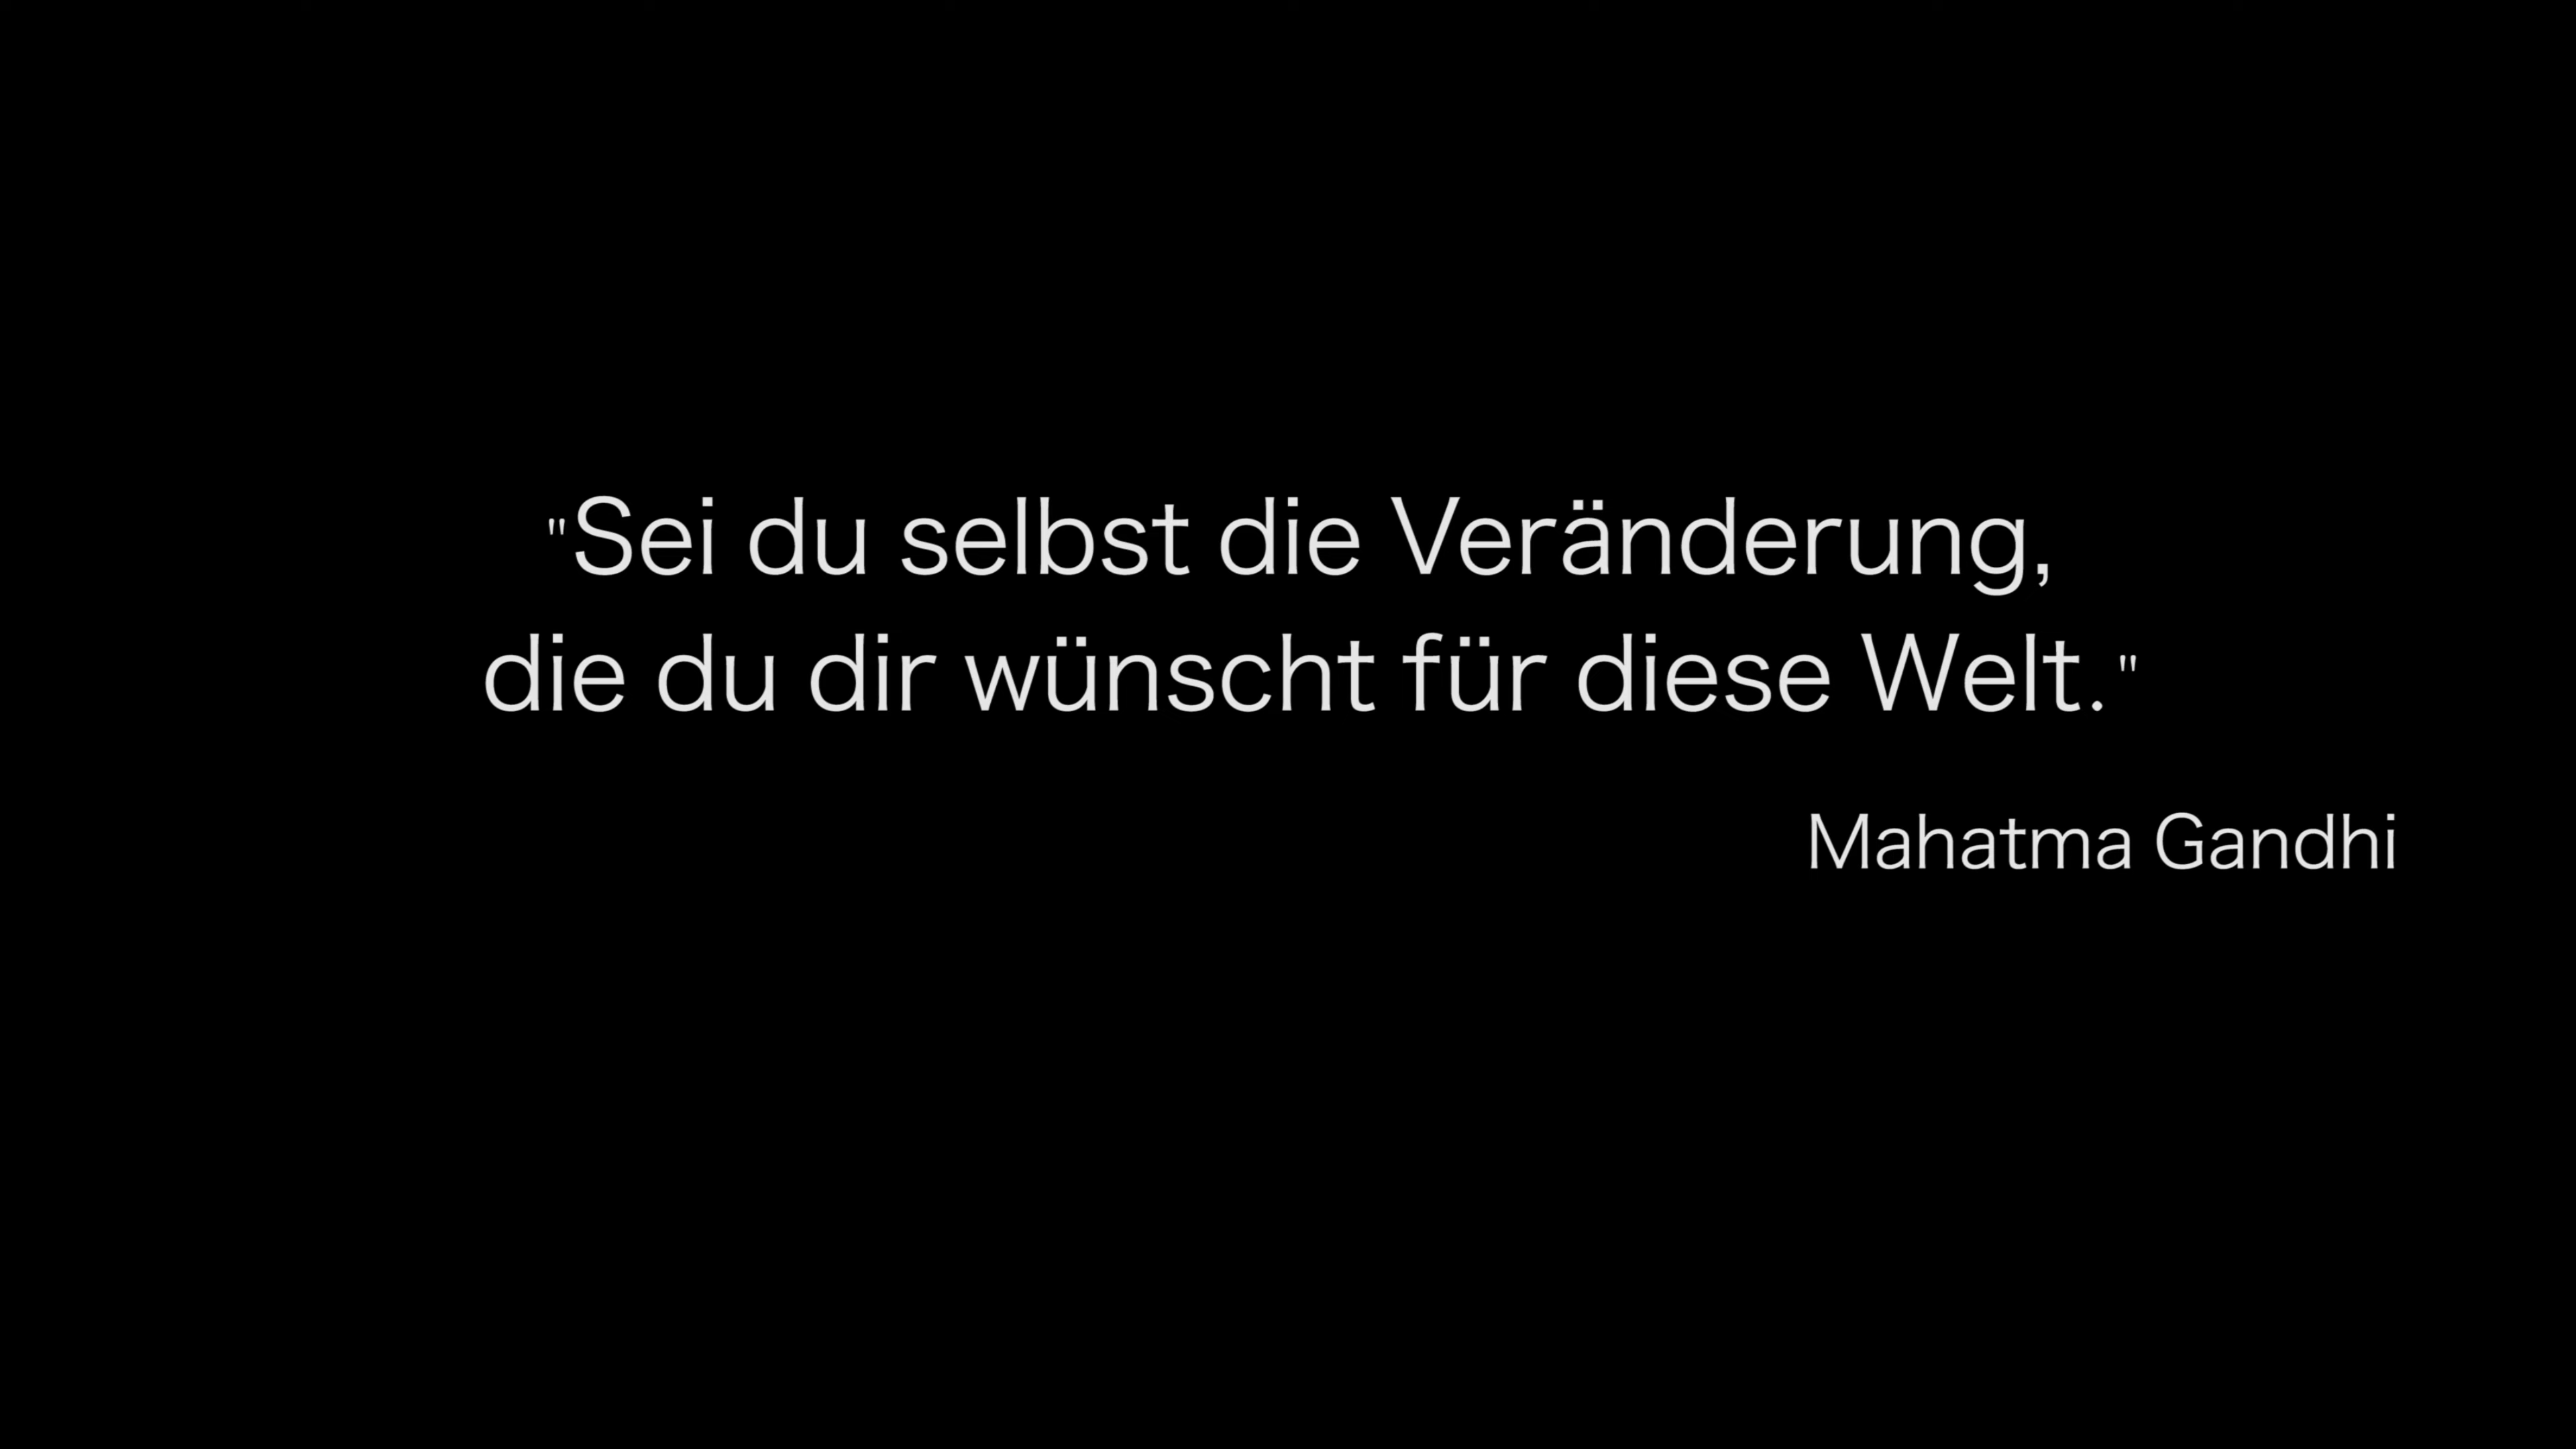 "Sei du selbst die Veränderung,
die du dir wünscht für diese Welt."
Mahatma Gandhi